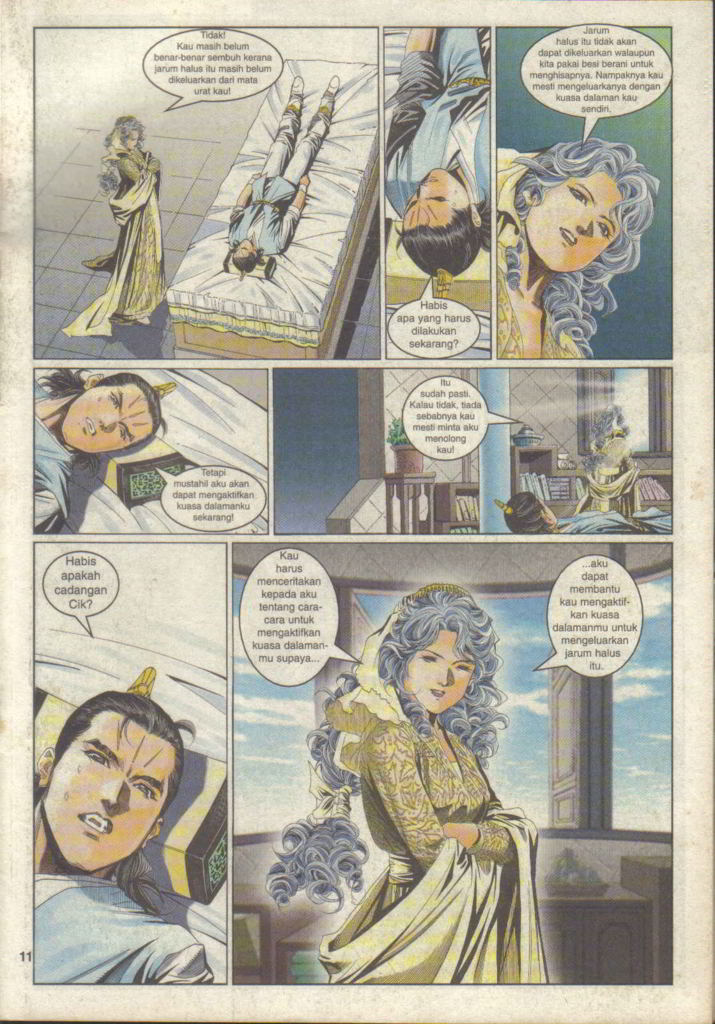 Tidak!
Kau masih belum
benar-benar sembuh kerana
jarum halus itu masih belum
dikeluarkan dari mata
urat kau!
Habis
apa yang harus
dilakukan
sekarang?
Jarum
halus itu tidak akan
dapat dikeluarkan walaupun
kita pakai besi berani untuk
menghisapnya. Nampaknya kau
mesti mengeluarkanya dengan
kuasa dalaman kau
sendiri.
Tetapi
mustahil aku akan
dapat mengaktifkan
kuasa dalamanku
sekarang!
Itu
sudah pasti.
Kalau tidak, tiada
sebabnya kau
mesti minta aku
menolong
kau!
Habis
apakah
cadangan
Cik?
Kau
harus
menceritakan
kepada aku
tentang cara-
cara untuk
mengaktifkan
kuasa dalaman-
mu supaya...
...aku
dapat
membantu
kau mengaktif-
kan kuasa
dalamanmu untuk
mengeluarkan
jarum halus
itu.
11